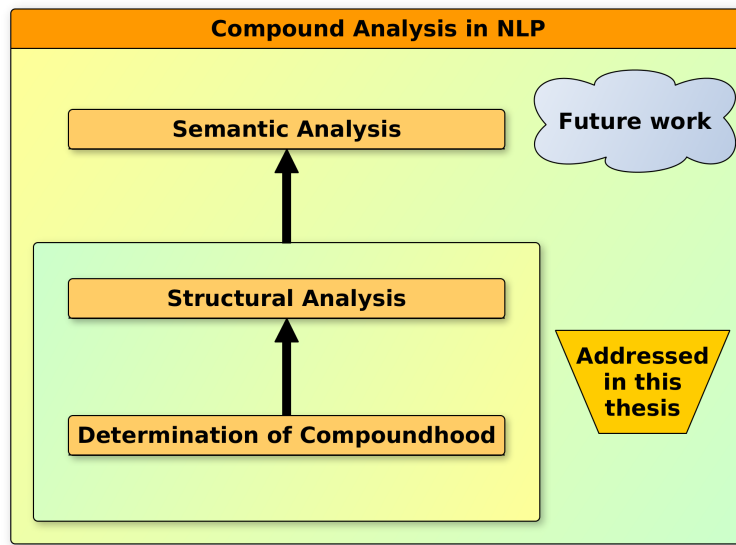 Compound Analysis in NLP
Future work
Semantic Analysis
Structural Analysis
Addressed
in this
thesis
Determination of Compoundhood